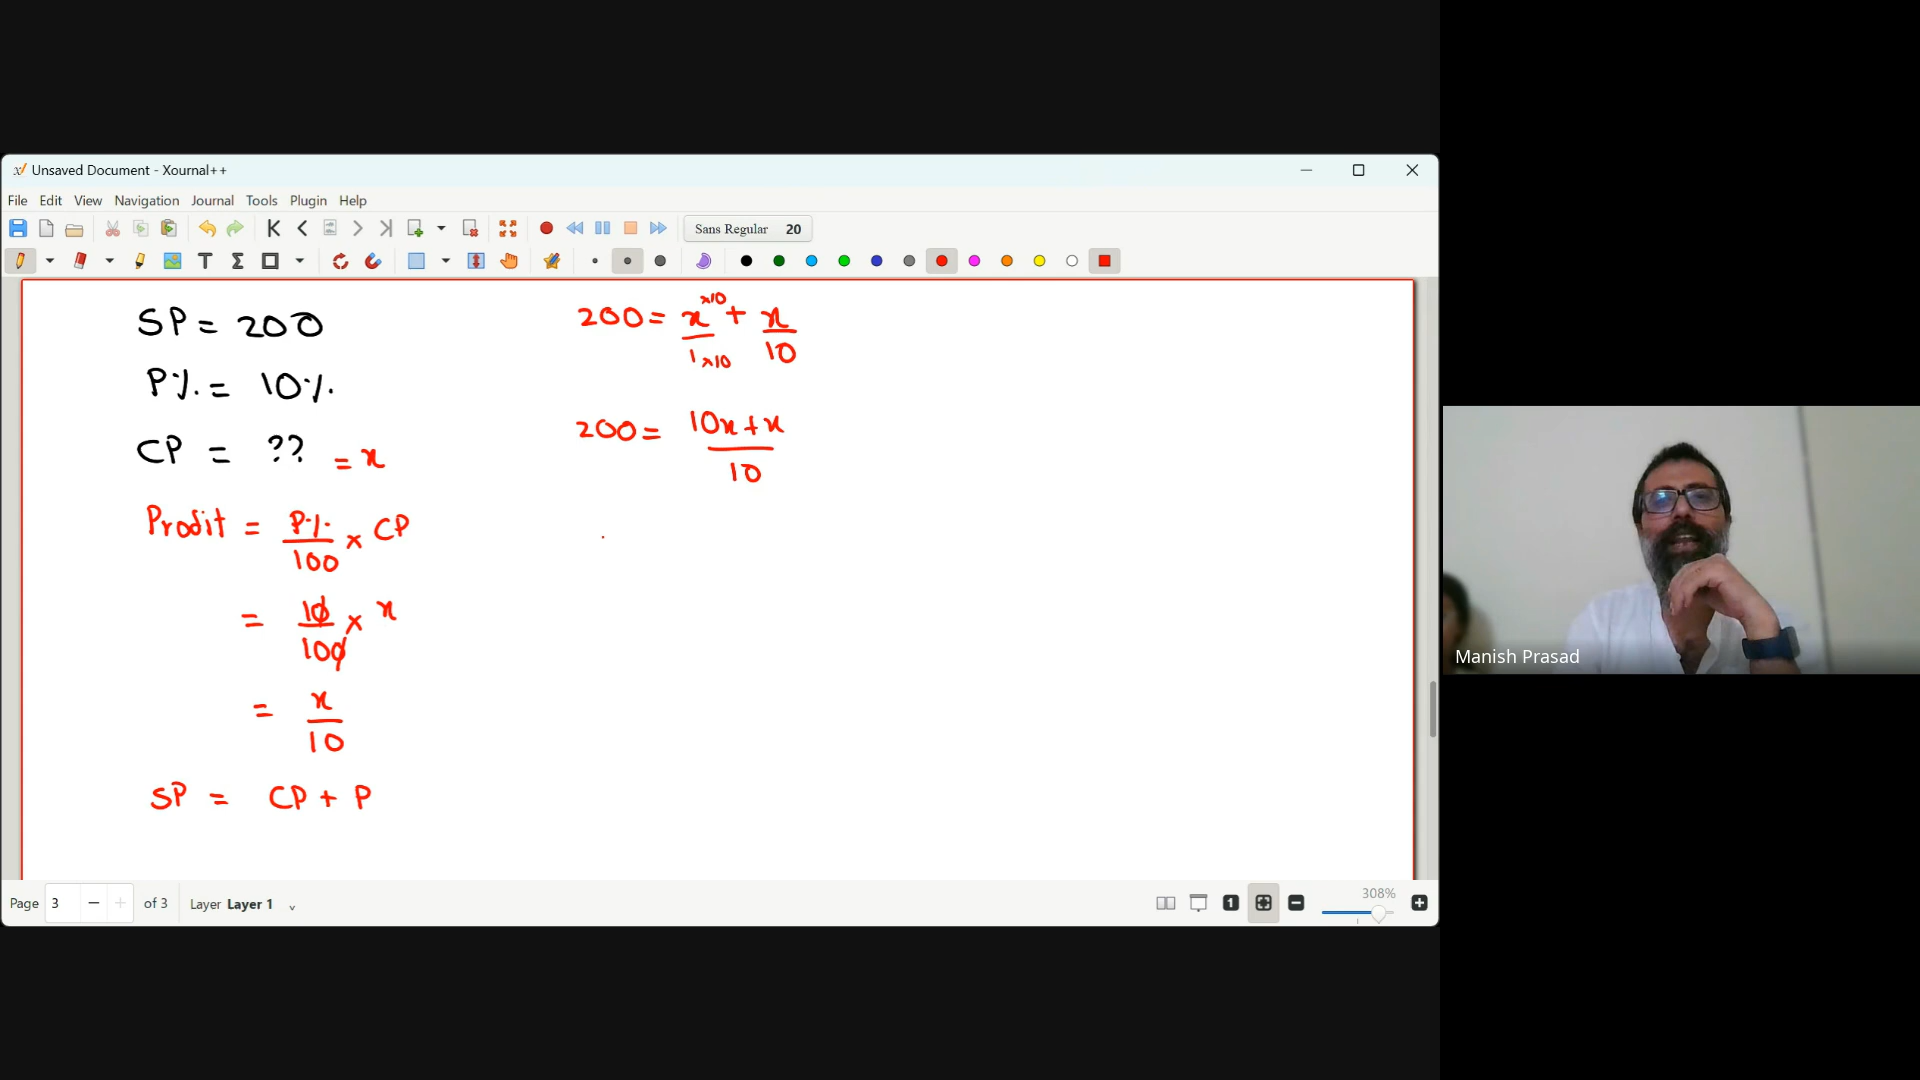 Unsaved Document - Xournal++
File Edit View Navigation Journal Tools Plugin Help
Sans Regular 20
SP = 200
P% = 10%
CP = ?? = x
Profit = P%/100 × CP
= 10/100 × x
= x/10
SP = CP + P
200 = x×10/1×10 + x/10
200 = 10x+x/10
Manish Prasad
Page 3 of 3 Layer Layer 1
308%